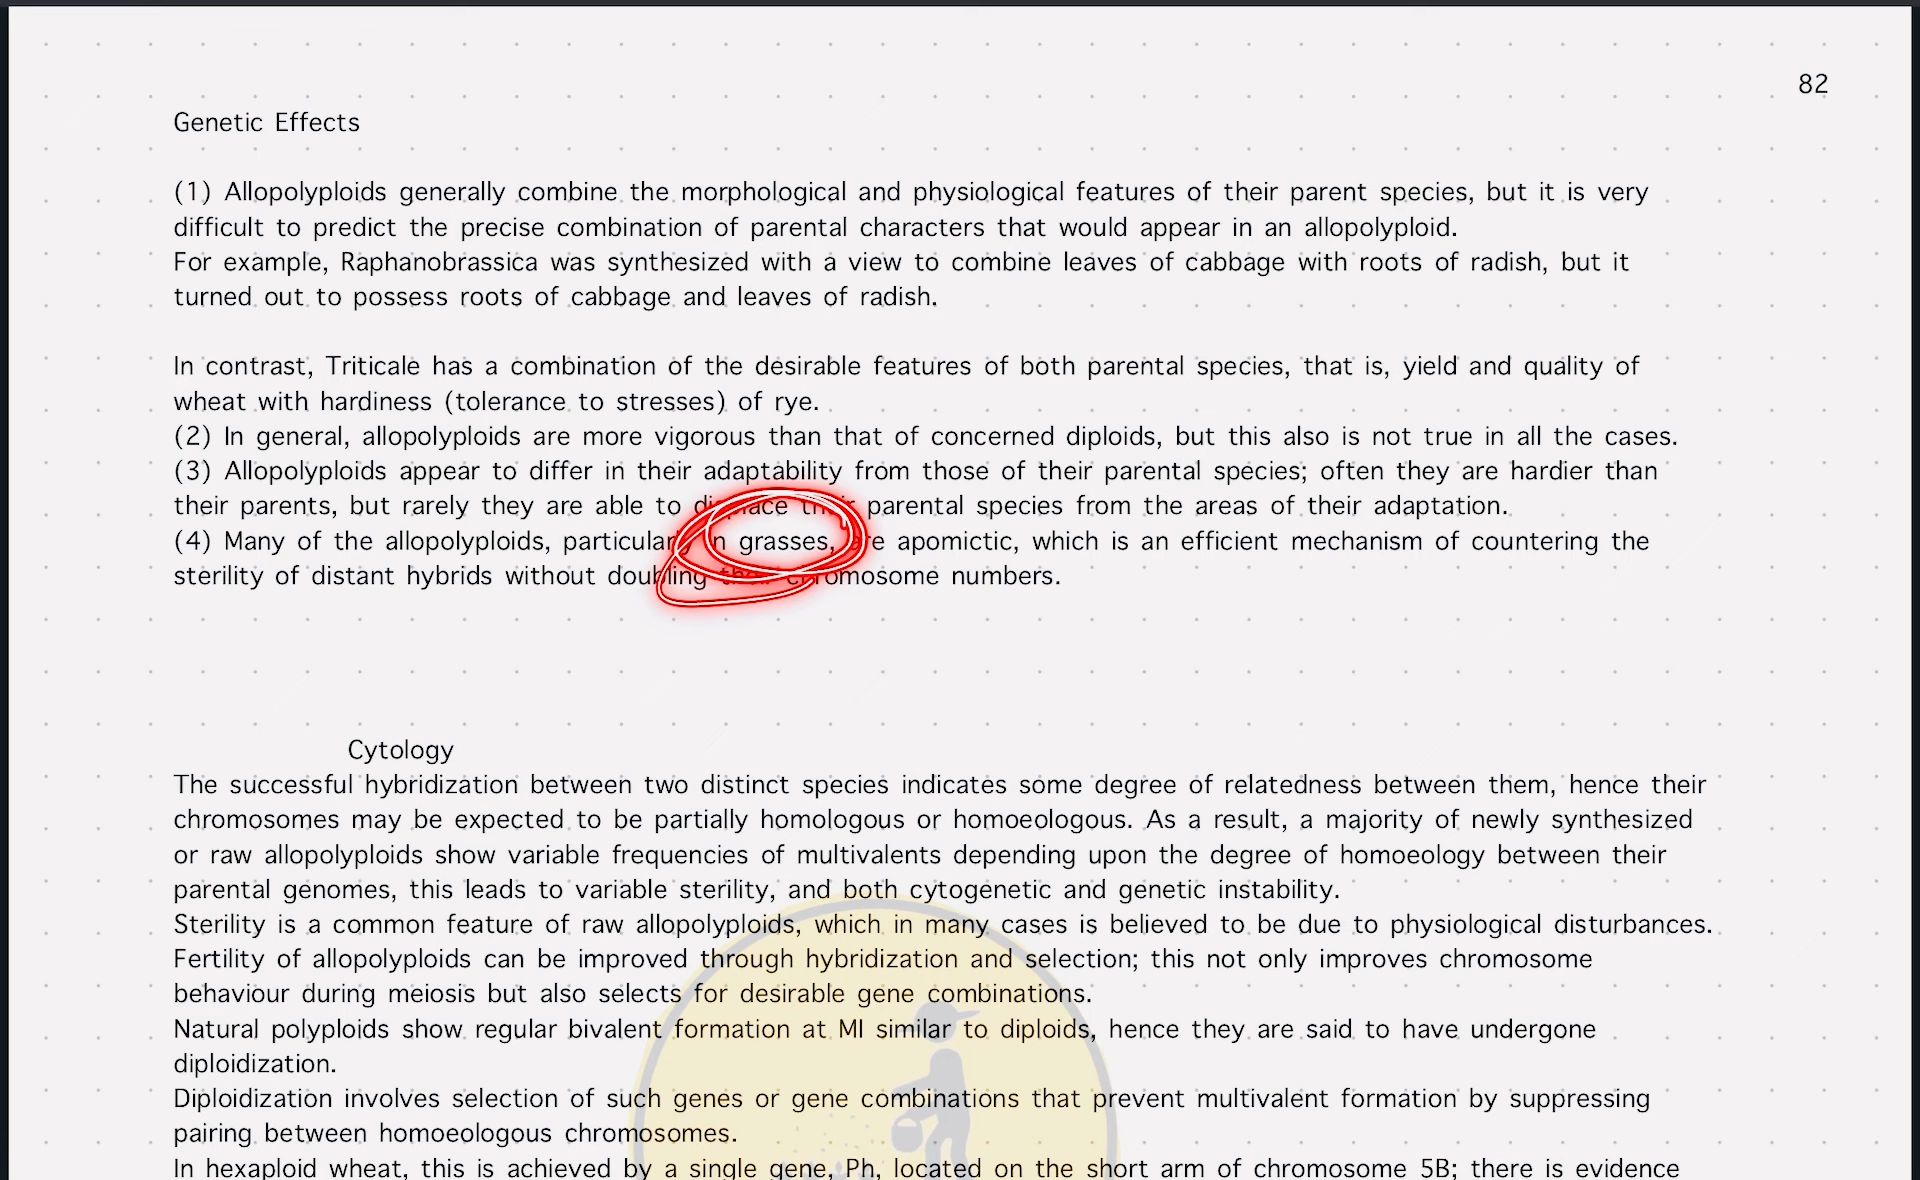 82
Genetic Effects
(1) Allopolyploids generally combine the morphological and physiological features of their parent species, but it is very
difficult to predict the precise combination of parental characters that would appear in an allopolyploid.
For example, Raphanobrassica was synthesized with a view to combine leaves of cabbage with roots of radish, but it
turned out to possess roots of cabbage and leaves of radish.
In contrast, Triticale has a combination of the desirable features of both parental species, that is, yield and quality of
wheat with hardiness (tolerance to stresses) of rye.
(2) In general, allopolyploids are more vigorous than that of concerned diploids, but this also is not true in all the cases.
(3) Allopolyploids appear to differ in their adaptability from those of their parental species; often they are hardier than
their parents, but rarely they are able to displace their parental species from the areas of their adaptation.
(4) Many of the allopolyploids, particularly in grasses, are apomictic, which is an efficient mechanism of countering the
sterility of distant hybrids without doubling their chromosome numbers.
Cytology
The successful hybridization between two distinct species indicates some degree of relatedness between them, hence their
chromosomes may be expected to be partially homologous or homoeologous. As a result, a majority of newly synthesized
or raw allopolyploids show variable frequencies of multivalents depending upon the degree of homoeology between their
parental genomes, this leads to variable sterility, and both cytogenetic and genetic instability.
Sterility is a common feature of raw allopolyploids, which in many cases is believed to be due to physiological disturbances.
Fertility of allopolyploids can be improved through hybridization and selection; this not only improves chromosome
behaviour during meiosis but also selects for desirable gene combinations.
Natural polyploids show regular bivalent formation at MI similar to diploids, hence they are said to have undergone
diploidization.
Diploidization involves selection of such genes or gene combinations that prevent multivalent formation by suppressing
pairing between homoeologous chromosomes.
In hexaploid wheat, this is achieved by a single gene, Ph, located on the short arm of chromosome 5B; there is evidence